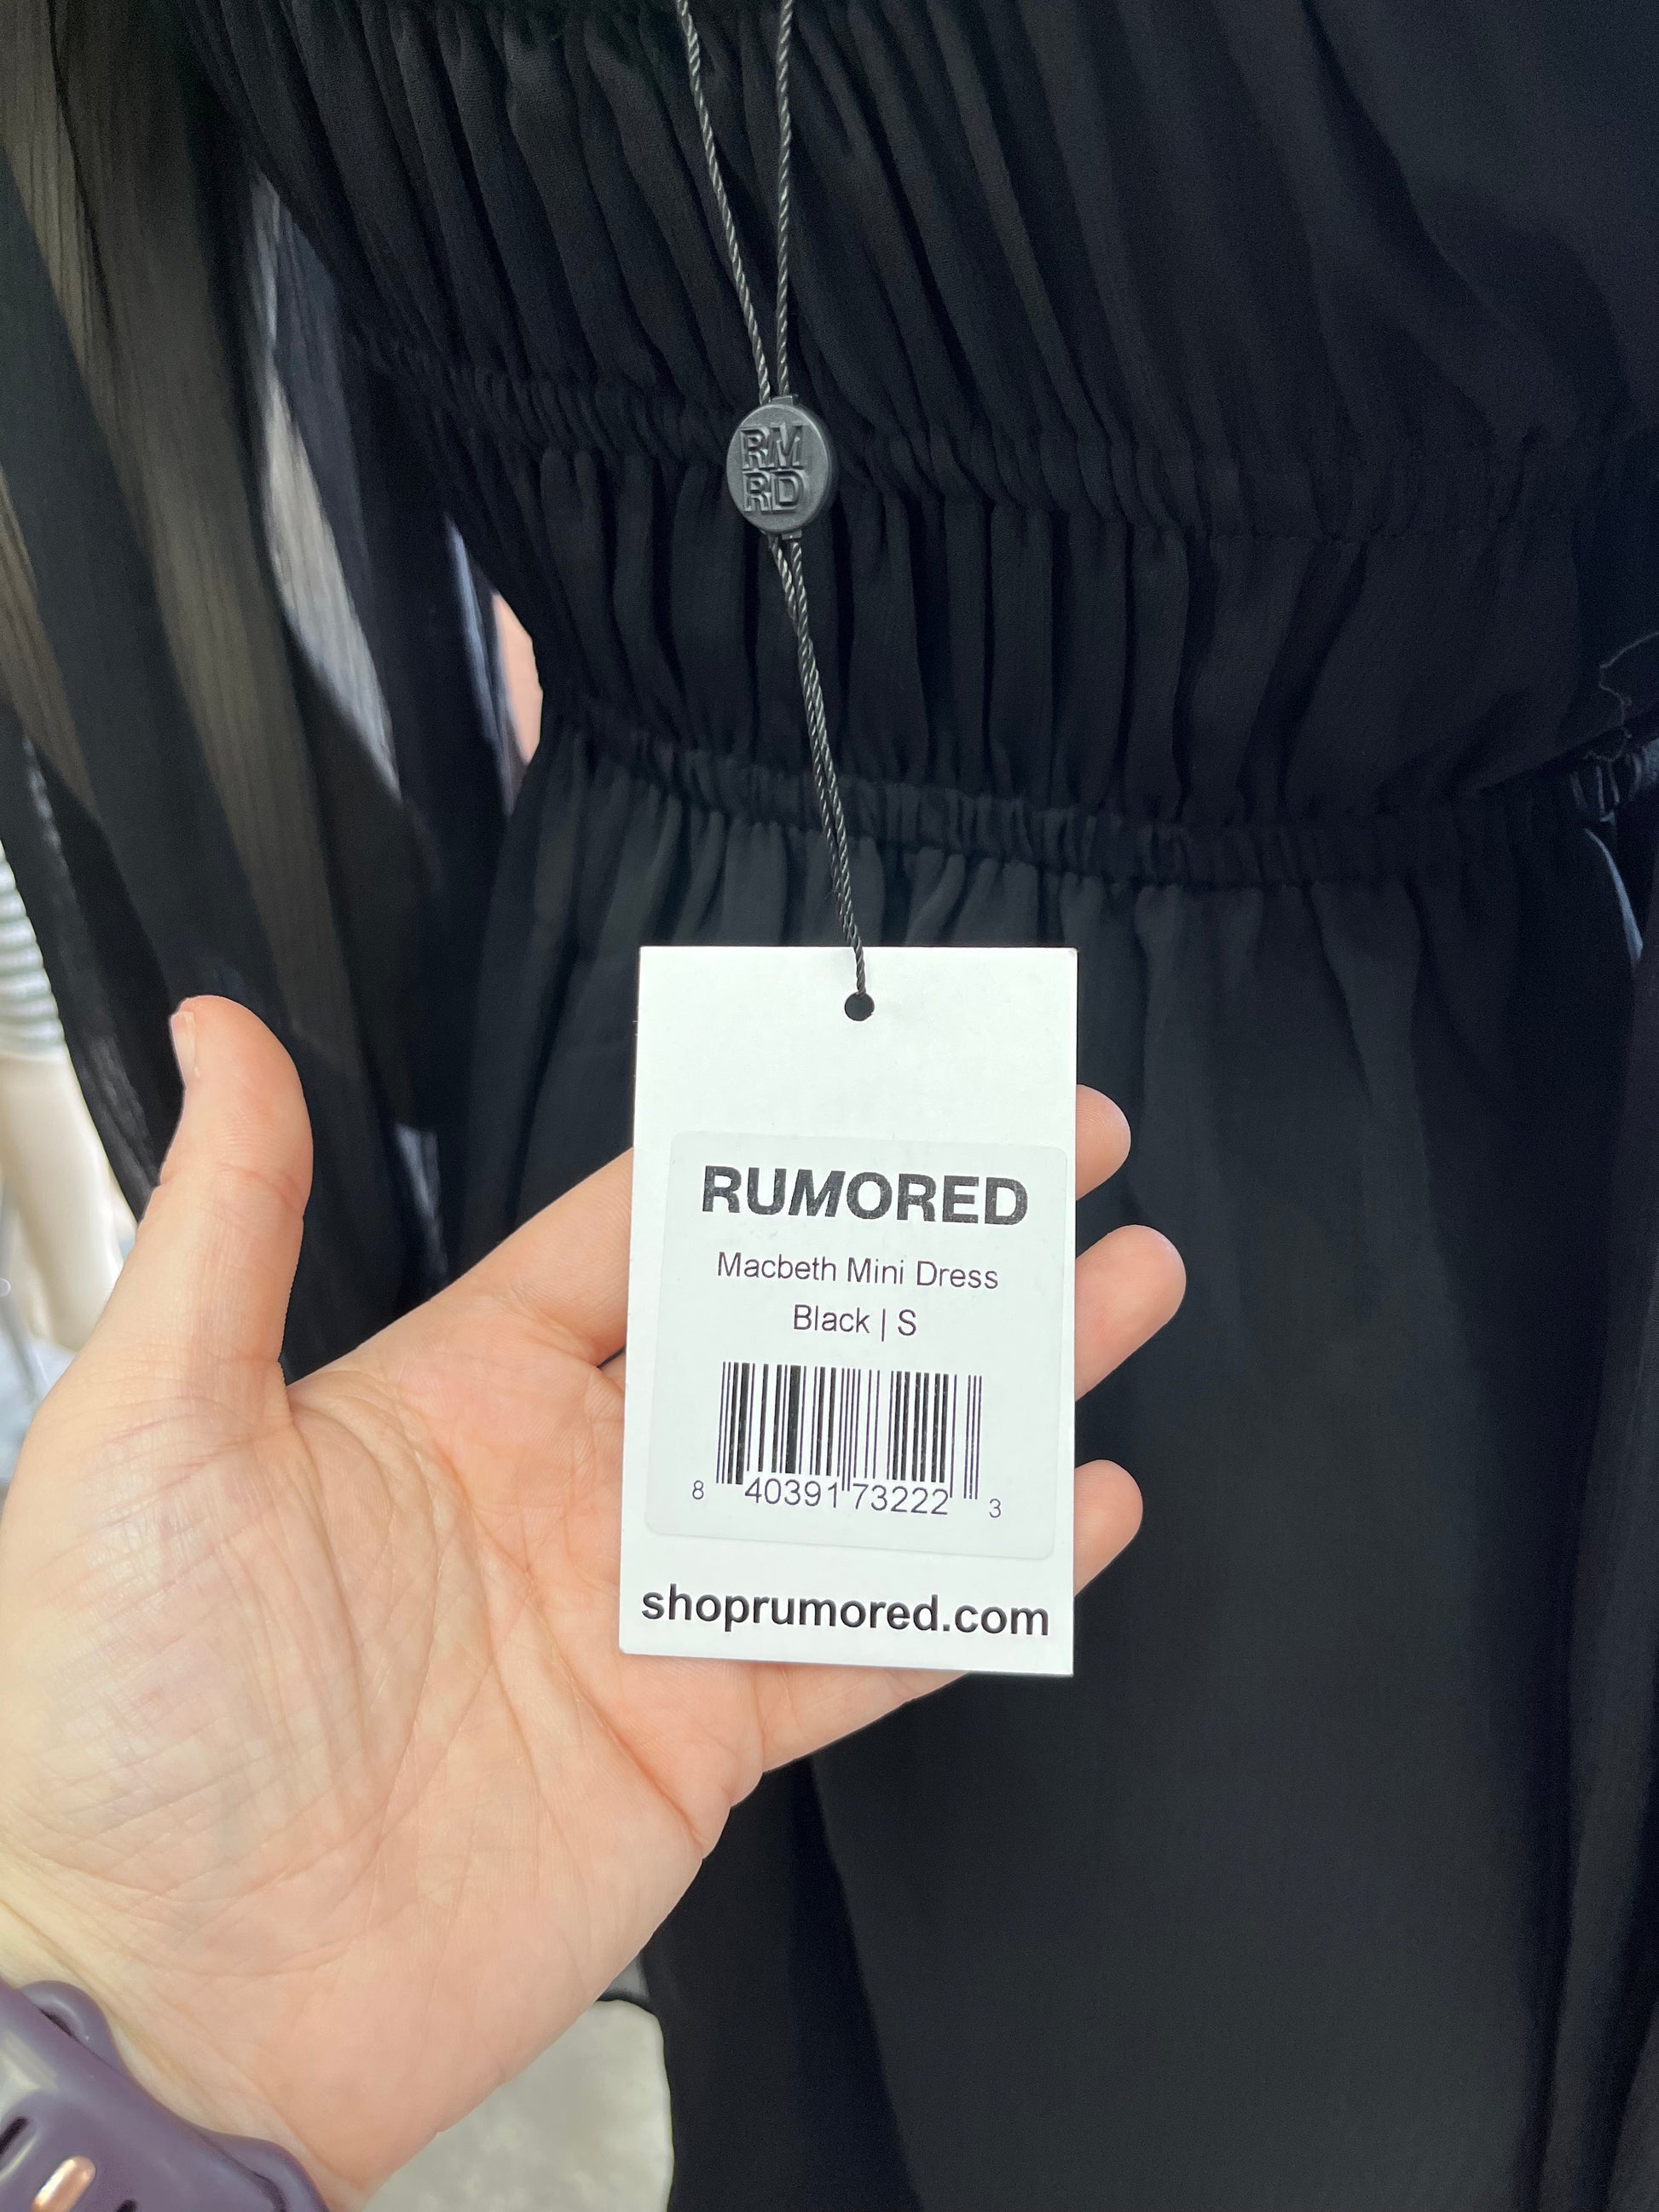 RM
RD
RUMORED
Macbeth Mini Dress
Black | S
8 40391 73222 3
shoprumored.com